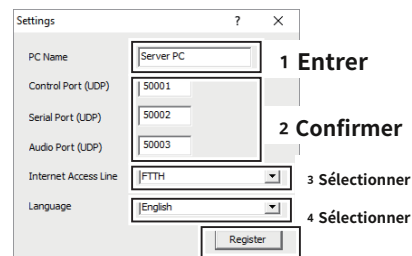 Settings ? ×
PC Name Server PC
1 Entrer
Control Port (UDP) 50001
Serial Port (UDP) 50002
2 Confirmer
Audio Port (UDP) 50003
Internet Access Line FTTH
3 Sélectionner
Language English
4 Sélectionner
Register